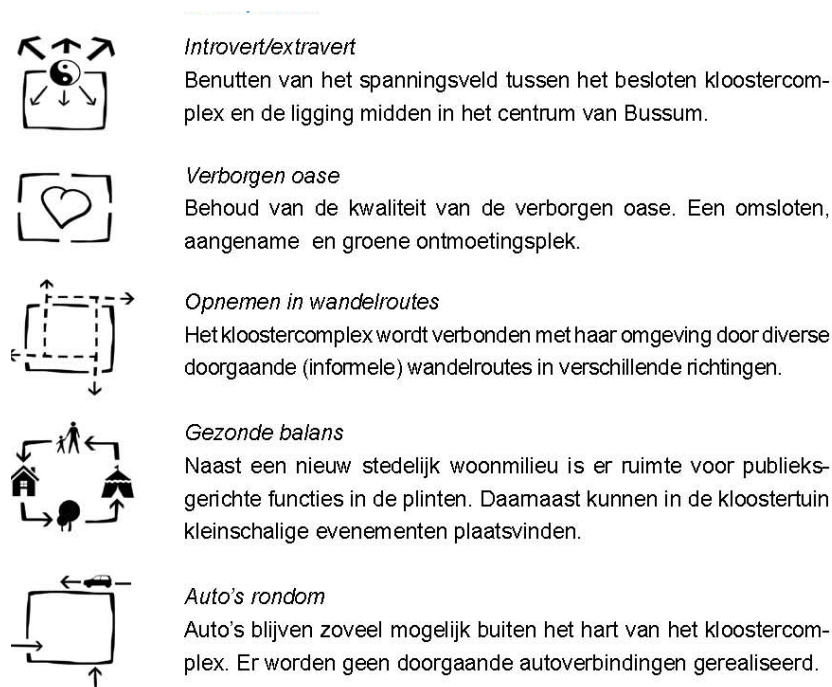 Introvert/extravert
Benutten van het spanningsveld tussen het besloten kloostercom-
plex en de ligging midden in het centrum van Bussum.
Verborgen oase
Behoud van de kwaliteit van de verborgen oase. Een omsloten,
aangename en groene ontmoetingsplek.
Opnemen in wandelroutes
Het kloostercomplex wordt verbonden met haar omgeving door diverse
doorgaande (informele) wandelroutes in verschillende richtingen.
Gezonde balans
Naast een nieuw stedelijk woonmilieu is er ruimte voor publieks-
gerichte functies in de plinten. Daarnaast kunnen in de kloostertuin
kleinschalige evenementen plaatsvinden.
Auto's rondom
Auto's blijven zoveel mogelijk buiten het hart van het kloostercom-
plex. Er worden geen doorgaande autoverbindingen gerealiseerd.